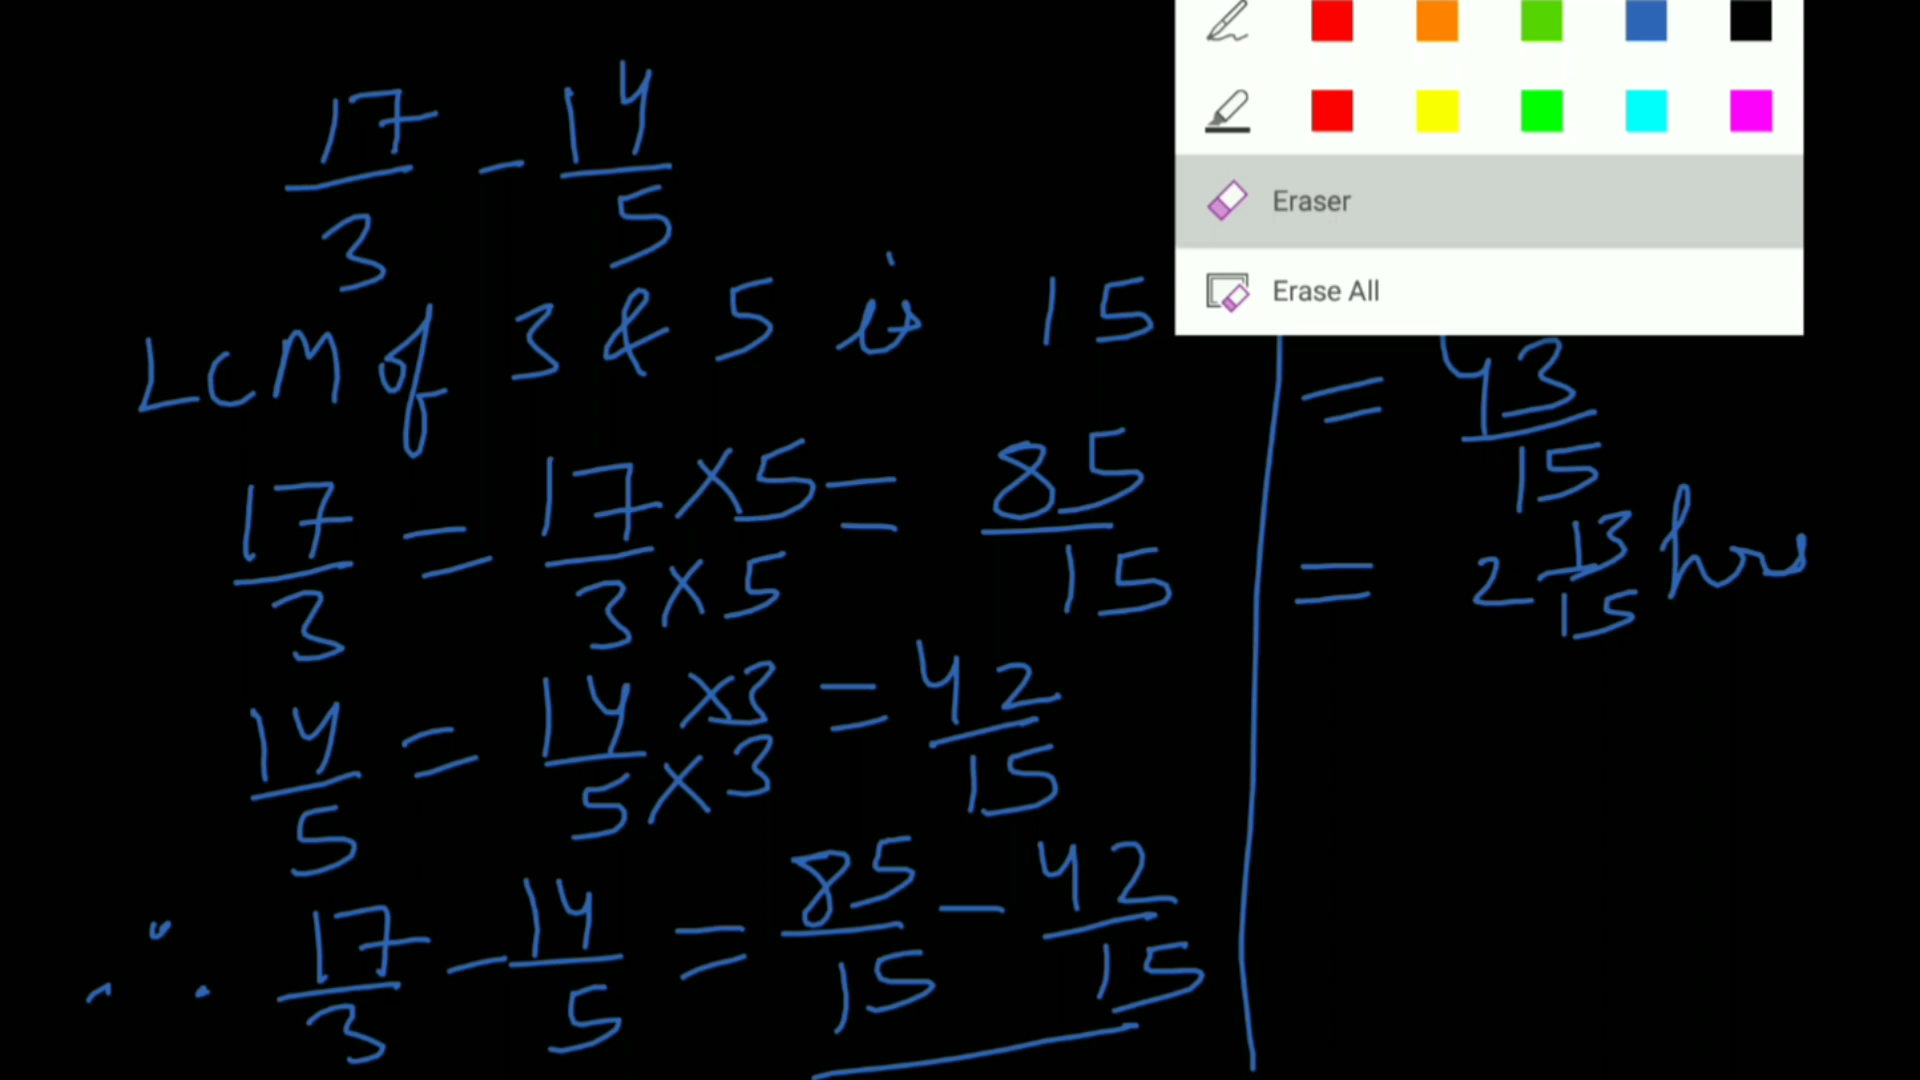 17/3 - 14/5
LCM of 3 & 5 is 15
17/3 = 17×5/3×5 = 85/15
14/5 = 14×3/5×3 = 42/15
∴ 17/3 - 14/5 = 85/15 - 42/15
Eraser
Erase All
= 43/15
= 2 13/15 hrs